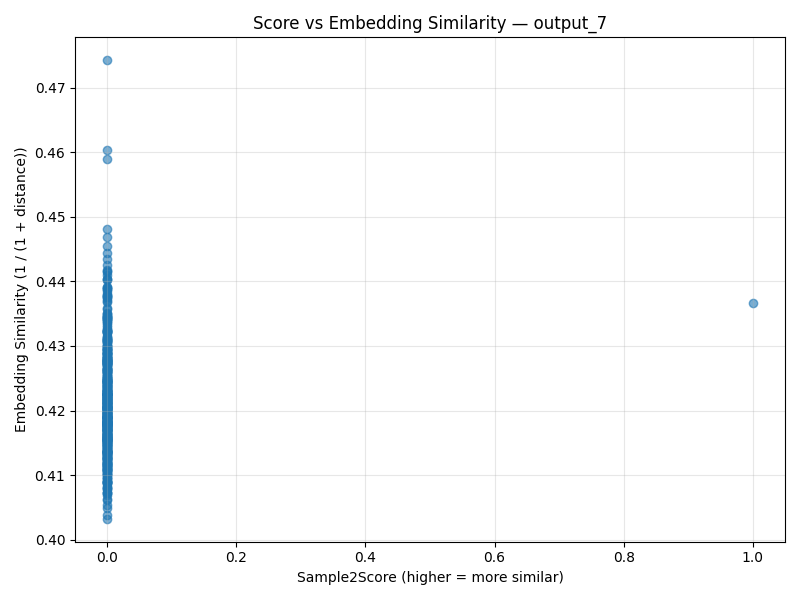 Score vs Embedding Similarity — output_7
Embedding Similarity (1 / (1 + distance))
0.47
0.46
0.45
0.44
0.43
0.42
0.41
0.40
0.0 0.2 0.4 0.6 0.8 1.0
Sample2Score (higher = more similar)